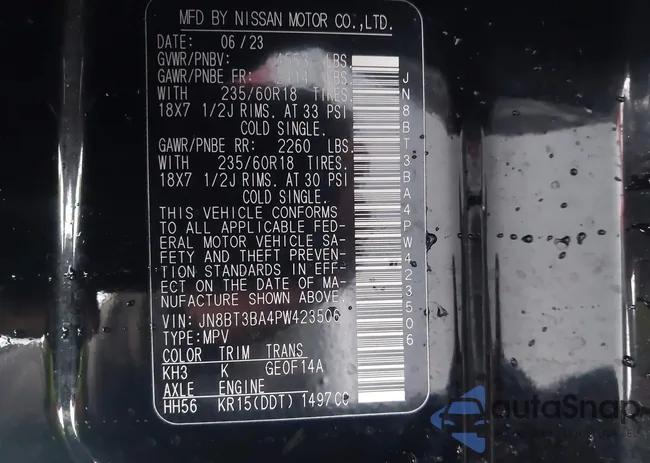 MFD BY NISSAN MOTOR CO.,LTD.
DATE: 06/23
GVWR/PNBV: LBS.
GAWR/PNBE FR: LBS.
WITH 235/60R18 TIRES.
18X7 1/2J RIMS. AT 33 PSI
COLD SINGLE.
GAWR/PNBE RR: 2260 LBS.
WITH 235/60R18 TIRES.
18X7 1/2J RIMS. AT 30 PSI
COLD SINGLE.
THIS VEHICLE CONFORMS
TO ALL APPLICABLE FED-
ERAL MOTOR VEHICLE SA-
FETY AND THEFT PREVEN-
TION STANDARDS IN EFF-
ECT ON THE DATE OF MA-
NUFACTURE SHOWN ABOVE.
VIN: JN8BT3BA4PW423506
TYPE:MPV
COLOR TRIM TRANS
KH3 K GE0F14A
AXLE ENGINE
HH56 KR15(DDT) 1497CC
JN8BT3BA4PW423506
autoSnap